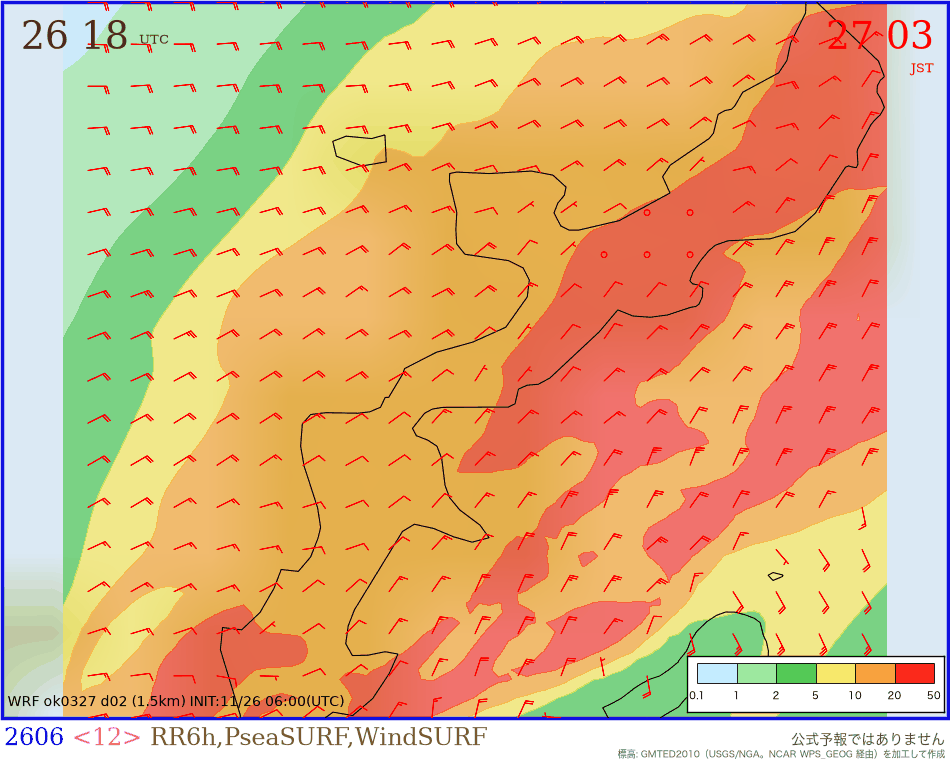 26 18 UTC
27 03
JST
0.1 1 2 5 10 20 50
WRF ok0327 d02 (1.5km) INIT:11/26 06:00(UTC)
2606 <12> RR6h,PseaSURF,WindSURF
公式予報ではありません
標高: GMTED2010（USGS/NGA。NCAR WPS_GEOG 経由）を加工して作成